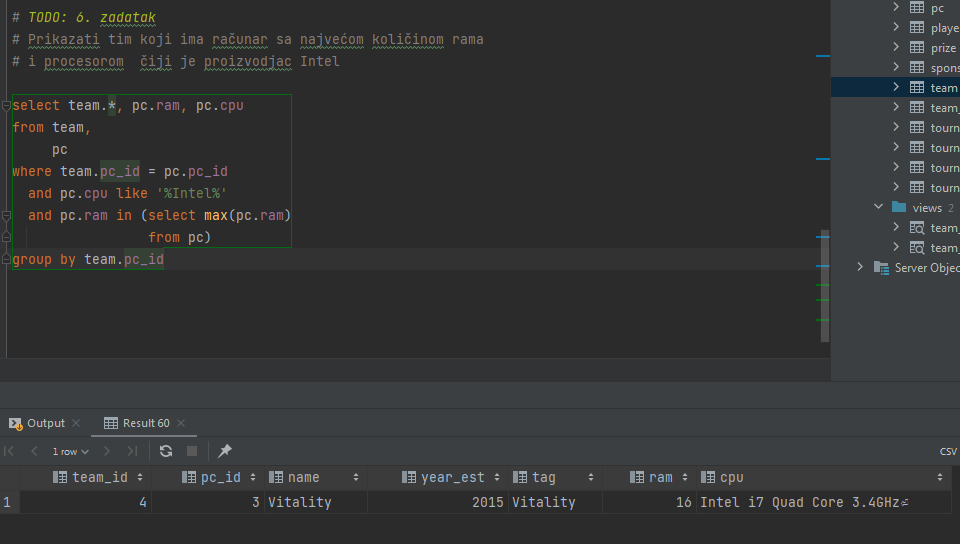 # TODO: 6. zadatak
# Prikazati tim koji ima računar sa najvećom količinom rama
# i procesorom  čiji je proizvodjac Intel
select team.*, pc.ram, pc.cpu
from team,
     pc
where team.pc_id = pc.pc_id
  and pc.cpu like '%Intel%'
  and pc.ram in (select max(pc.ram)
                 from pc)
group by team.pc_id
pc
playe
prize
spons
team
team_
tourn
tourn
tourn
tourn
views 2
team_
team_
Server Objec
Output
Result 60
1 row
CSV
team_id pc_id name year_est tag ram cpu
1 4 3 Vitality 2015 Vitality 16 Intel i7 Quad Core 3.4GHz